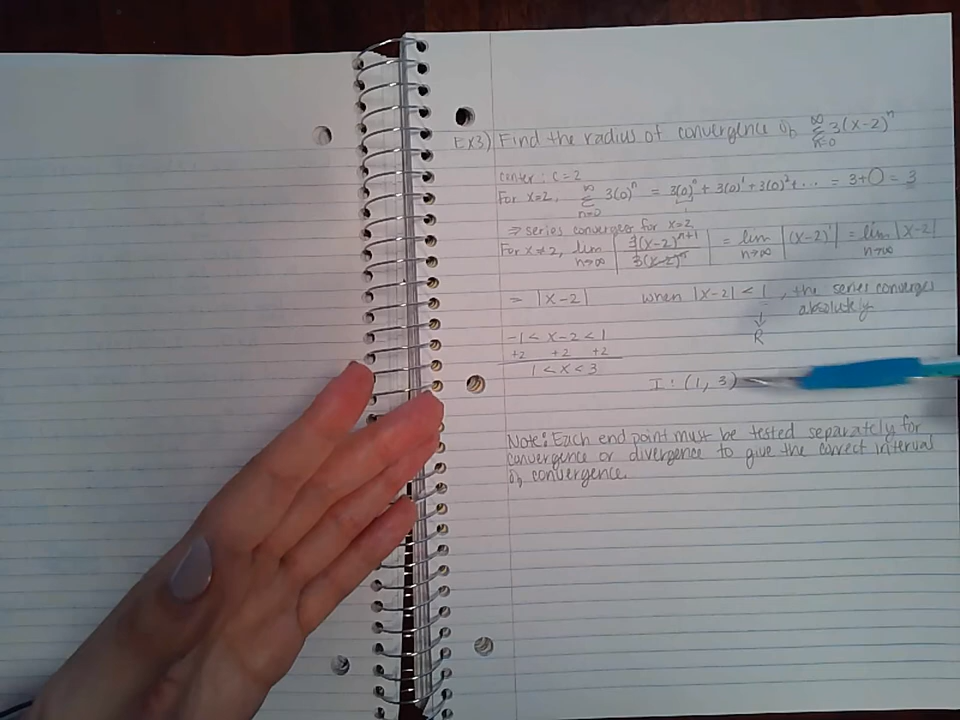 Ex3) Find the radius of convergence of ∞ Σ n=0 3(x-2)^n
center: c=2
For x=2, ∞ Σ n=0 3(0)^n = 3(0)^n + 3(0)^1 + 3(0)^2 + ... = 3+0 = 3
⇒ series converges for x=2
For x≠2, lim n→∞ | 3(x-2)^n+1 / 3(x-2)^n | = lim n→∞ |(x-2)^1| = lim n→∞ |x-2|
= |x-2| when |x-2| < 1, the series converges
absolutely
↓
R
-1 < x-2 < 1
+2 +2 +2
1 < x < 3
I: (1, 3)
Note: Each end point must be tested separately for
convergence or divergence to give the correct interval
of convergence.